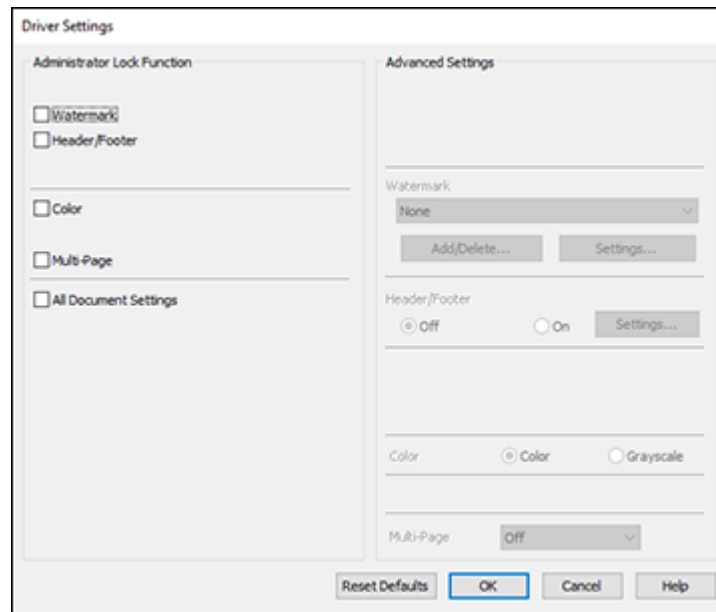 Driver Settings
Administrator Lock Function
Watermark
Header/Footer
Color
Multi-Page
All Document Settings
Advanced Settings
Watermark
None
Add/Delete... Settings...
Header/Footer
Off On Settings...
Color Color Grayscale
Multi-Page Off
Reset Defaults OK Cancel Help